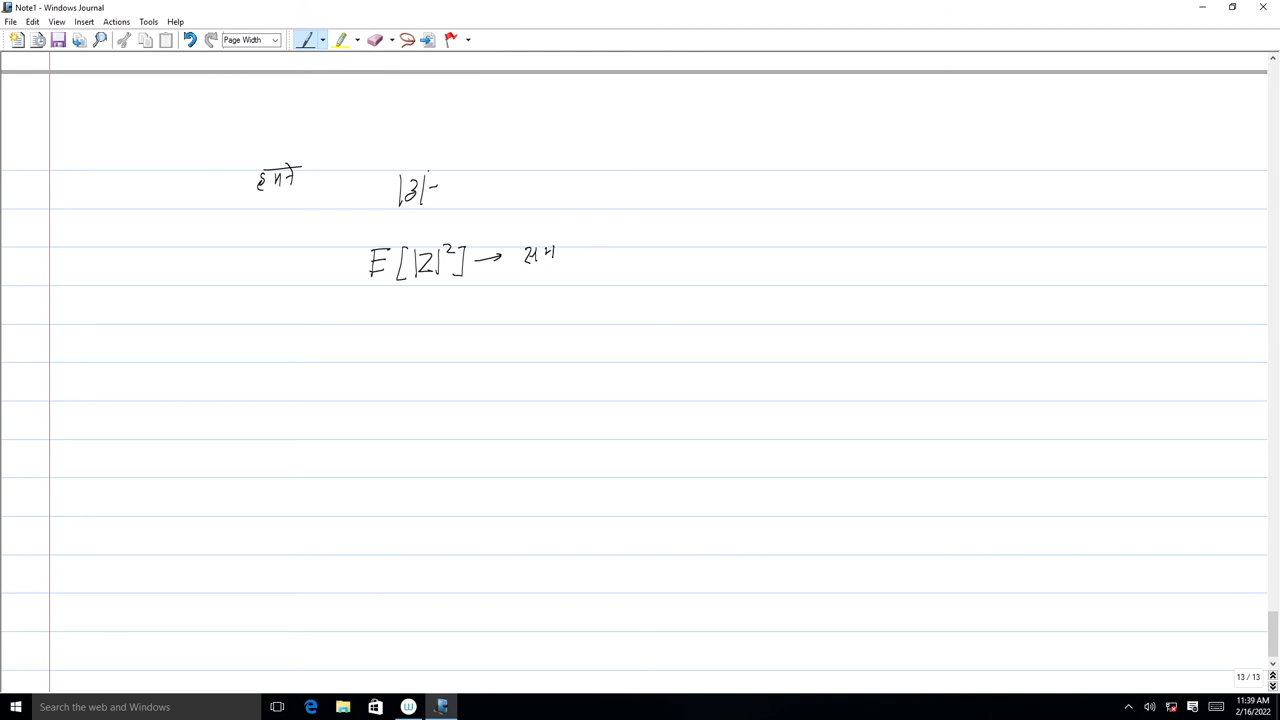 Note1 - Windows Journal
File Edit View Insert Actions Tools Help
Page Width
|3|-
E[|Z|²] →
13 / 13
Search the web and Windows
11:39 AM
2/16/2022